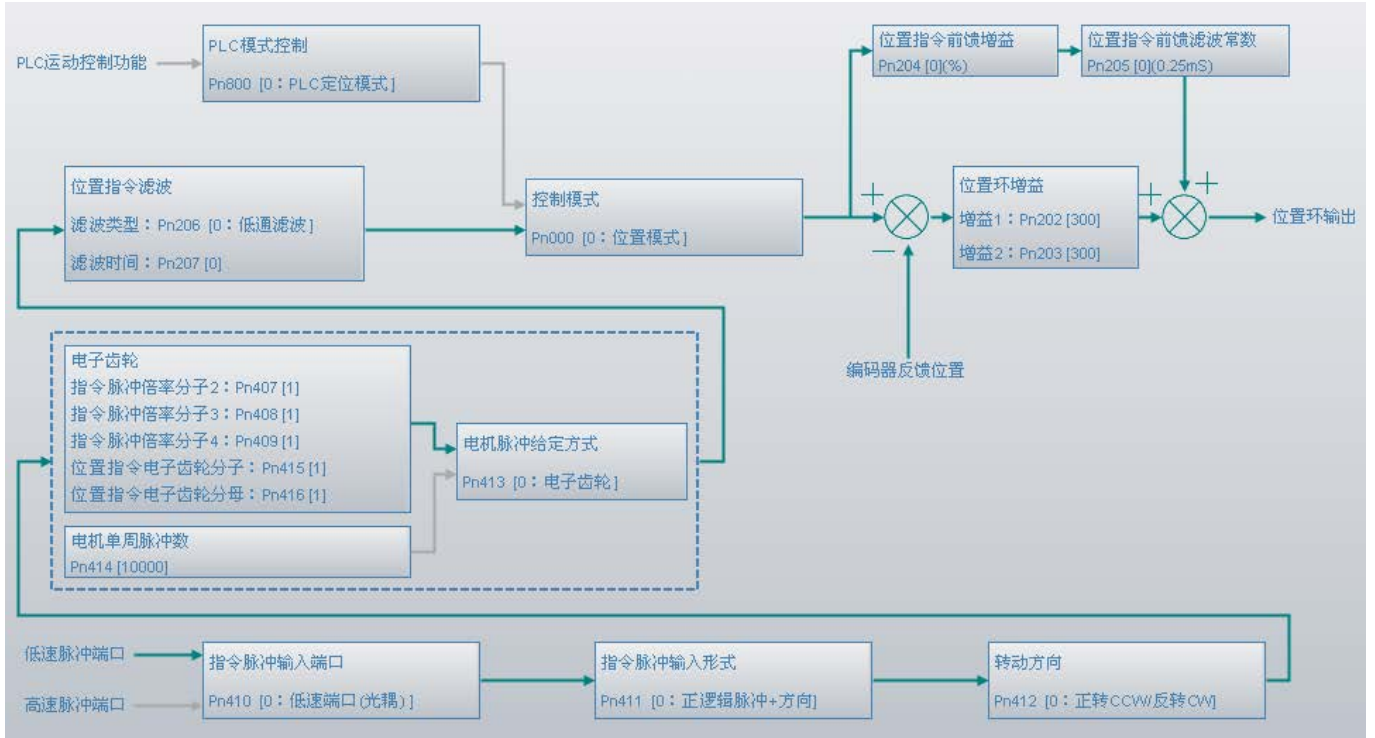 PLC运动控制功能
PLC模式控制
Pn800 [0：PLC定位模式]
位置指令前馈增益
Pn204 [0](%)
位置指令前馈滤波常数
Pn205 [0](0.25mS)
位置指令滤波
滤波类型：Pn206 [0：低通滤波]
滤波时间：Pn207 [0]
控制模式
Pn000 [0：位置模式]
+
−
位置环增益
增益1：Pn202 [300]
增益2：Pn203 [300]
+
+
位置环输出
编码器反馈位置
电子齿轮
指令脉冲倍率分子2：Pn407 [1]
指令脉冲倍率分子3：Pn408 [1]
指令脉冲倍率分子4：Pn409 [1]
位置指令电子齿轮分子：Pn415 [1]
位置指令电子齿轮分母：Pn416 [1]
电机脉冲给定方式
Pn413 [0：电子齿轮]
电机单周脉冲数
Pn414 [10000]
低速脉冲端口
高速脉冲端口
指令脉冲输入端口
Pn410 [0：低速端口(光耦)]
指令脉冲输入形式
Pn411 [0：正逻辑脉冲+方向]
转动方向
Pn412 [0：正转CCW/反转CW]